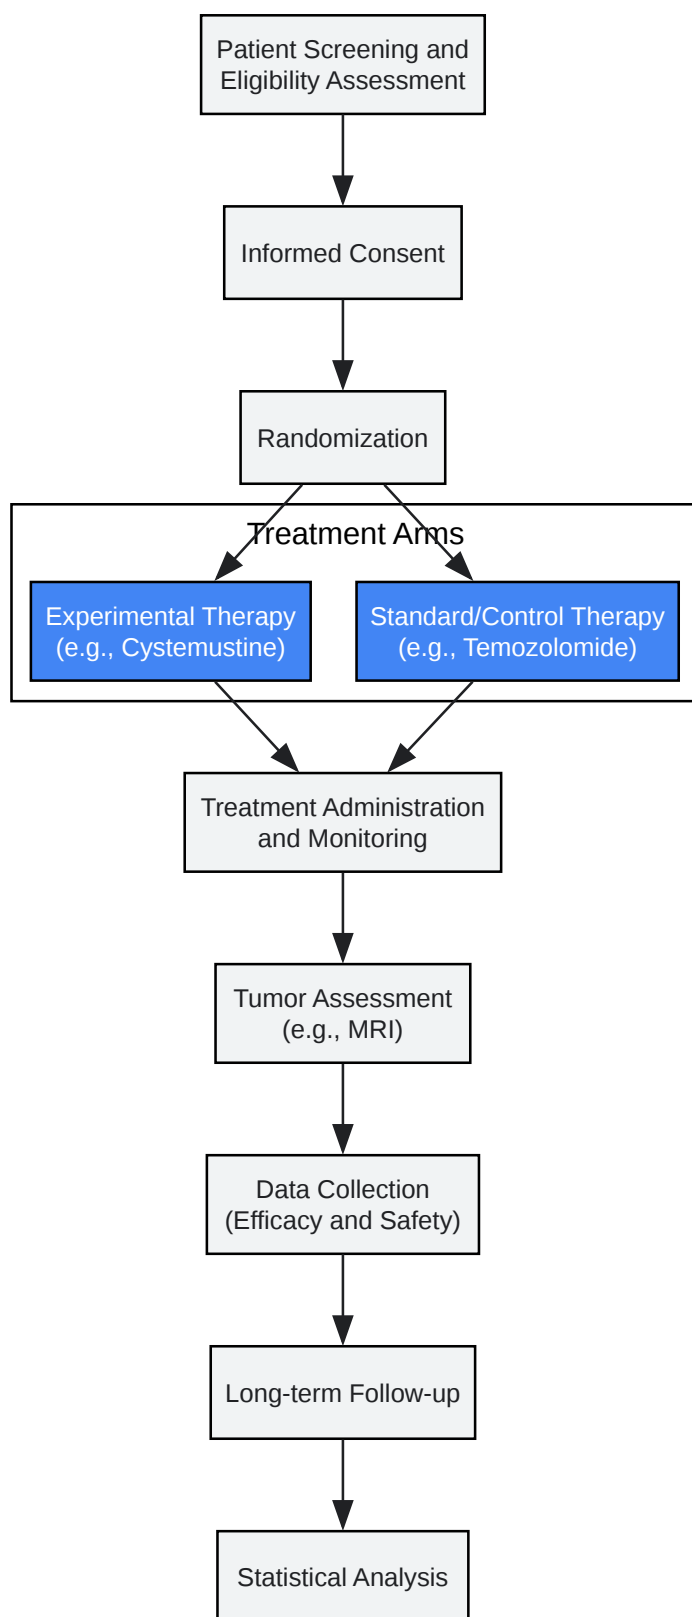 Patient Screening and
Eligibility Assessment
Informed Consent
Randomization
Treatment Arms
Experimental Therapy
(e.g., Cystemustine)
Standard/Control Therapy
(e.g., Temozolomide)
Treatment Administration
and Monitoring
Tumor Assessment
(e.g., MRI)
Data Collection
(Efficacy and Safety)
Long-term Follow-up
Statistical Analysis